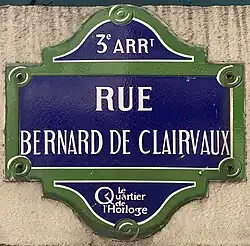 3e ARRT
RUE
BERNARD DE CLAIRVAUX
Le
Quartier
de
l'Horloge